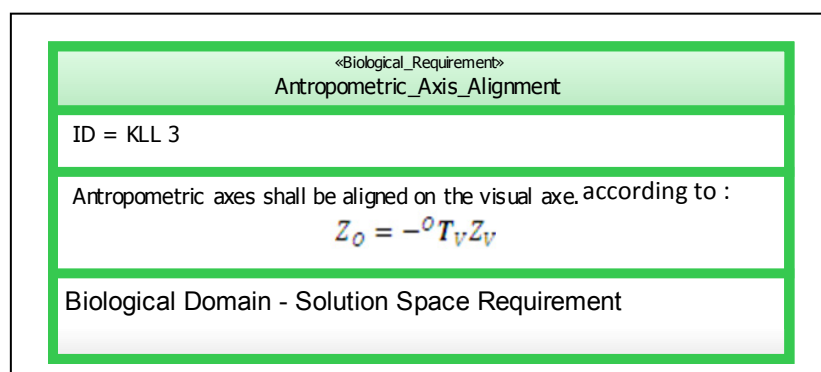 «Biological_Requirement»
Antropometric_Axis_Alignment
ID = KLL 3
Antropometric axes shall be aligned on the visual axe. according to :
Z_O = −^O T_V Z_V
Biological Domain - Solution Space Requirement